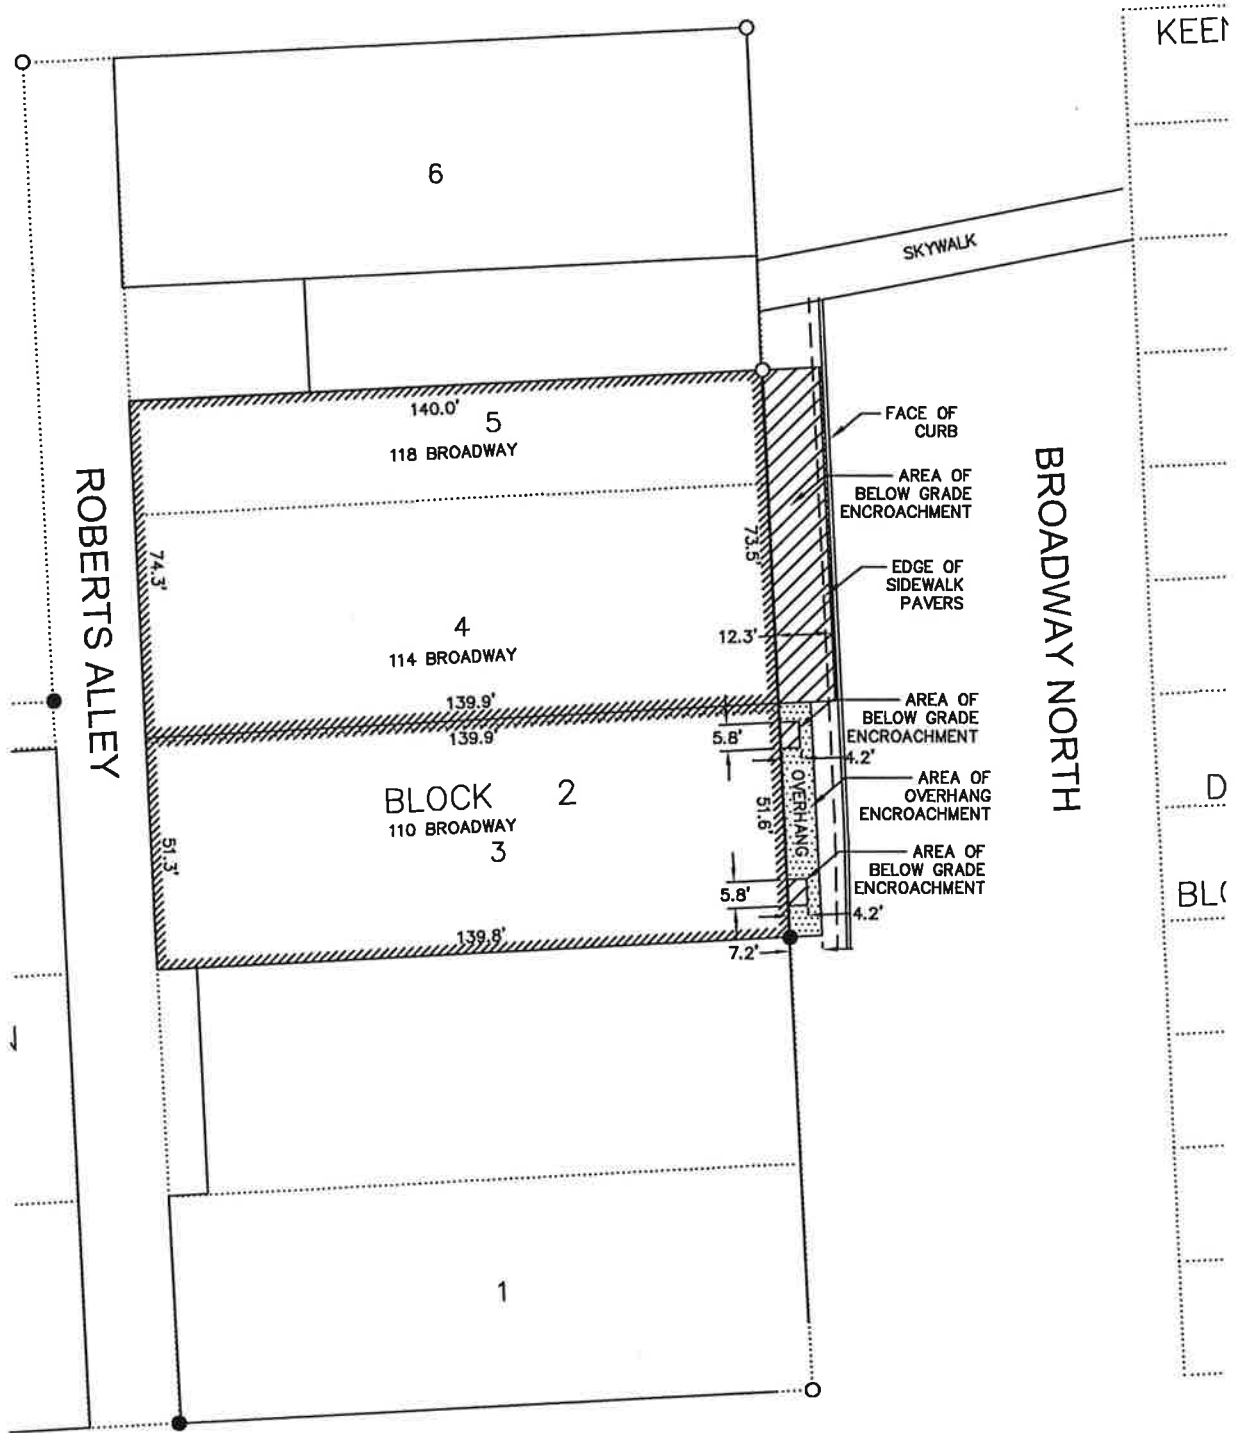 KEEN
6
SKYWALK
140.0'
5
118 BROADWAY
FACE OF
CURB
AREA OF
BELOW GRADE
ENCROACHMENT
ROBERTS ALLEY
74.3'
73.5'
EDGE OF
SIDEWALK
PAVERS
BROADWAY NORTH
4
114 BROADWAY
12.3'
139.9'
139.9'
AREA OF
BELOW GRADE
ENCROACHMENT
5.8'
4.2'
BLOCK 2
110 BROADWAY
3
OVERHANG
AREA OF
OVERHANG
ENCROACHMENT
D
51.3'
51.6'
AREA OF
BELOW GRADE
ENCROACHMENT
5.8'
4.2'
BLO
139.8'
7.2'
1